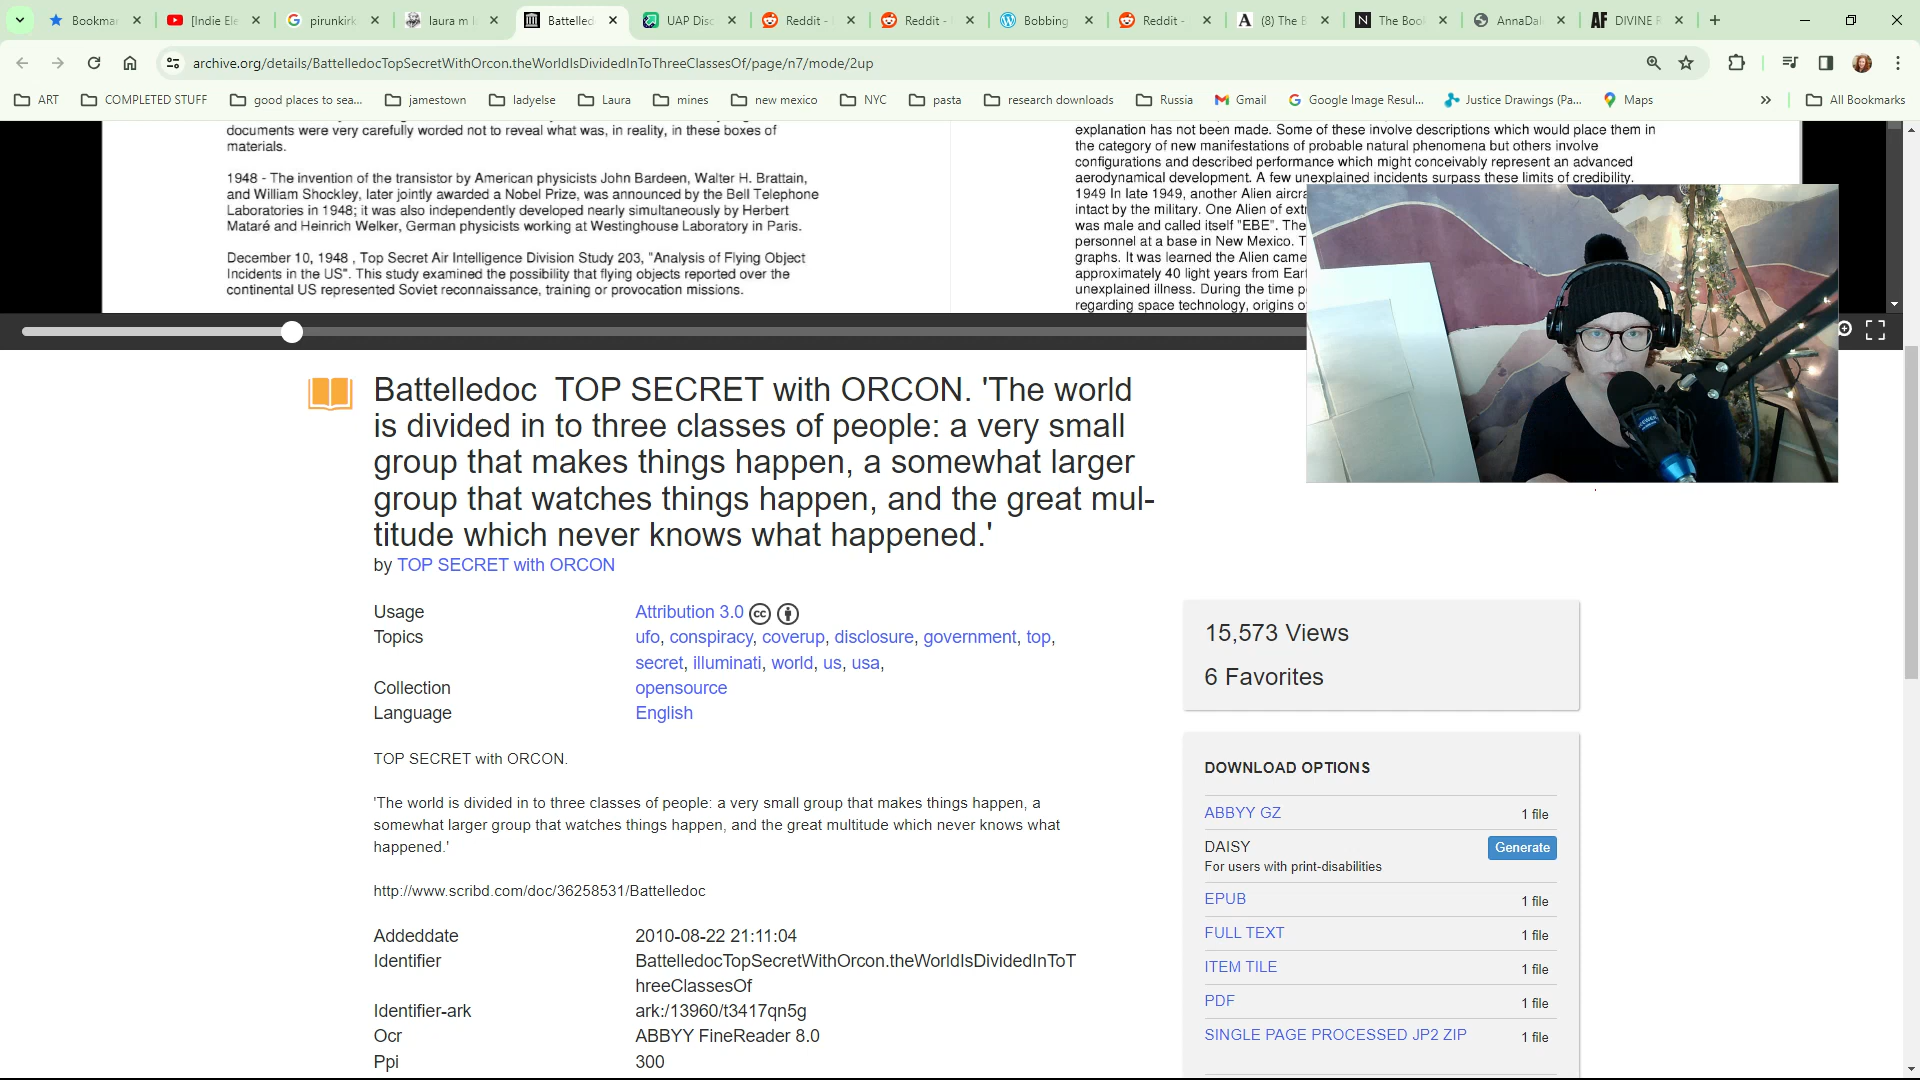 Bookmar
[Indie Ele
pirunkirk
laura m l
Battelled
UAP Disc
Reddit -
Reddit -
Bobbing
Reddit -
(8) The B
The Boo
AnnaDal
DIVINE R
archive.org/details/BattelledocTopSecretWithOrcon.theWorldIsDividedInToThreeClassesOf/page/n7/mode/2up
ART
COMPLETED STUFF
good places to sea...
jamestown
ladyelse
Laura
mines
new mexico
NYC
pasta
research downloads
Russia
Gmail
Google Image Resul...
Justice Drawings (Pa...
Maps
»
All Bookmarks
documents were very carefully worded not to reveal what was, in reality, in these boxes of
materials.
1948 - The invention of the transistor by American physicists John Bardeen, Walter H. Brattain,
and William Shockley, later jointly awarded a Nobel Prize, was announced by the Bell Telephone
Laboratories in 1948; it was also independently developed nearly simultaneously by Herbert
Mataré and Heinrich Welker, German physicists working at Westinghouse Laboratory in Paris.
December 10, 1948 , Top Secret Air Intelligence Division Study 203, "Analysis of Flying Object
Incidents in the US". This study examined the possibility that flying objects reported over the
continental US represented Soviet reconnaissance, training or provocation missions.
explanation has not been made. Some of these involve descriptions which would place them in
the category of new manifestations of probable natural phenomena but others involve
configurations and described performance which might conceivably represent an advanced
aerodynamical development. A few unexplained incidents surpass these limits of credibility.
1949 In late 1949, another Alien aircra
intact by the military. One Alien of extr
was male and called itself "EBE". The
personnel at a base in New Mexico. T
graphs. It was learned the Alien came
approximately 40 light years from Eart
unexplained illness. During the time p
regarding space technology, origins o
Battelledoc TOP SECRET with ORCON. 'The world
is divided in to three classes of people: a very small
group that makes things happen, a somewhat larger
group that watches things happen, and the great mul-
titude which never knows what happened.'
by TOP SECRET with ORCON
Usage Attribution 3.0
Topics ufo, conspiracy, coverup, disclosure, government, top,
secret, illuminati, world, us, usa,
Collection opensource
Language English
TOP SECRET with ORCON.
'The world is divided in to three classes of people: a very small group that makes things happen, a
somewhat larger group that watches things happen, and the great multitude which never knows what
happened.'
http://www.scribd.com/doc/36258531/Battelledoc
Addeddate 2010-08-22 21:11:04
Identifier BattelledocTopSecretWithOrcon.theWorldIsDividedInToT
hreeClassesOf
Identifier-ark ark:/13960/t3417qn5g
Ocr ABBYY FineReader 8.0
Ppi 300
15,573 Views
6 Favorites
DOWNLOAD OPTIONS
ABBYY GZ 1 file
DAISY Generate
For users with print-disabilities
EPUB 1 file
FULL TEXT 1 file
ITEM TILE 1 file
PDF 1 file
SINGLE PAGE PROCESSED JP2 ZIP 1 file